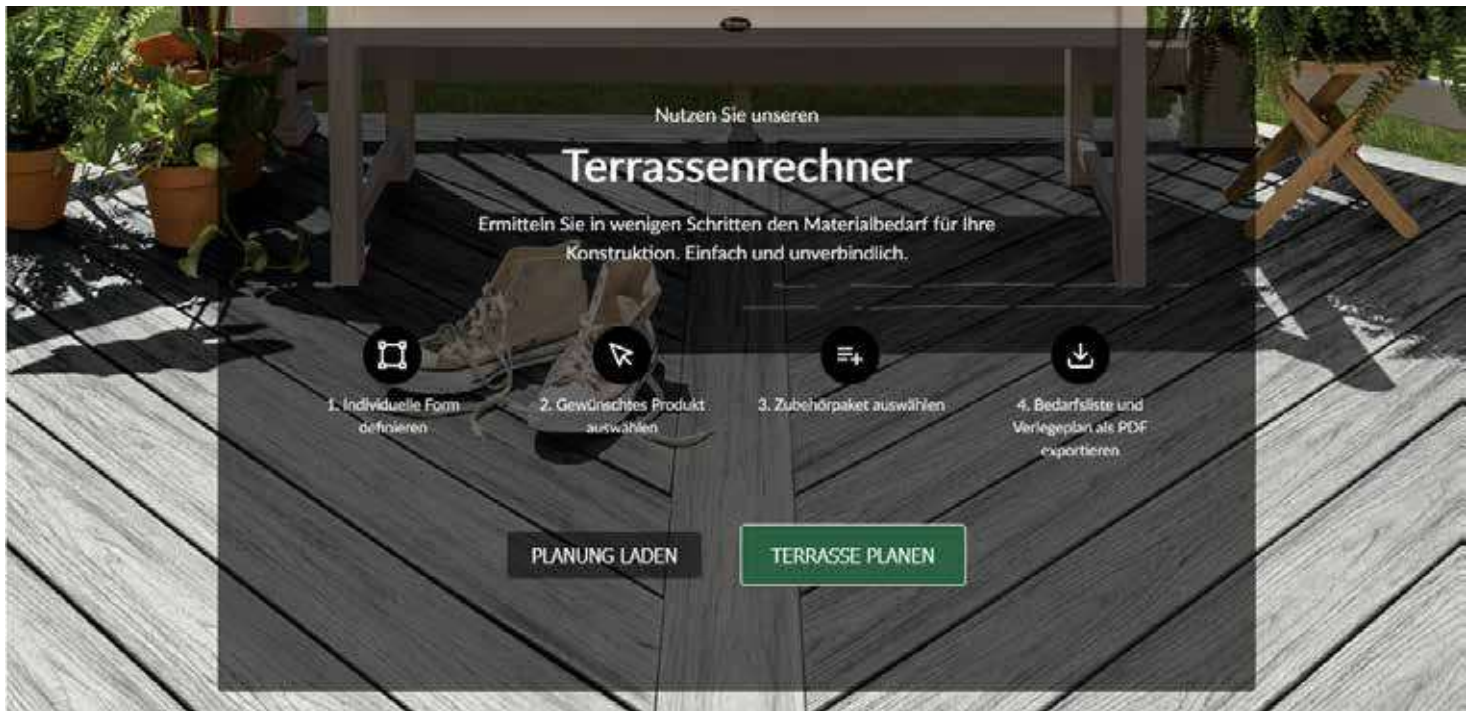 Nutzen Sie unseren
Terrassenrechner
Ermitteln Sie in wenigen Schritten den Materialbedarf für Ihre
Konstruktion. Einfach und unverbindlich.
1. Individuelle Form
definieren
2. Gewünschtes Produkt
auswählen
3. Zubehörpaket auswählen
4. Bedarfsliste und
Verlegeplan als PDF
exportieren
PLANUNG LADEN
TERRASSE PLANEN